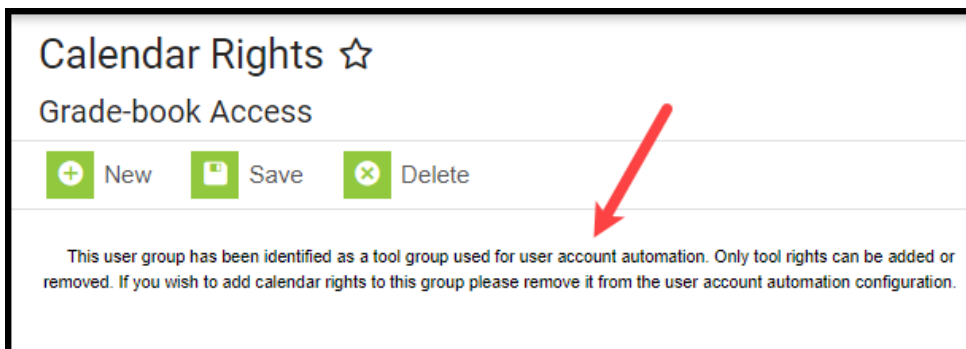 Calendar Rights
Grade-book Access
New Save Delete
This user group has been identified as a tool group used for user account automation. Only tool rights can be added or
removed. If you wish to add calendar rights to this group please remove it from the user account automation configuration.